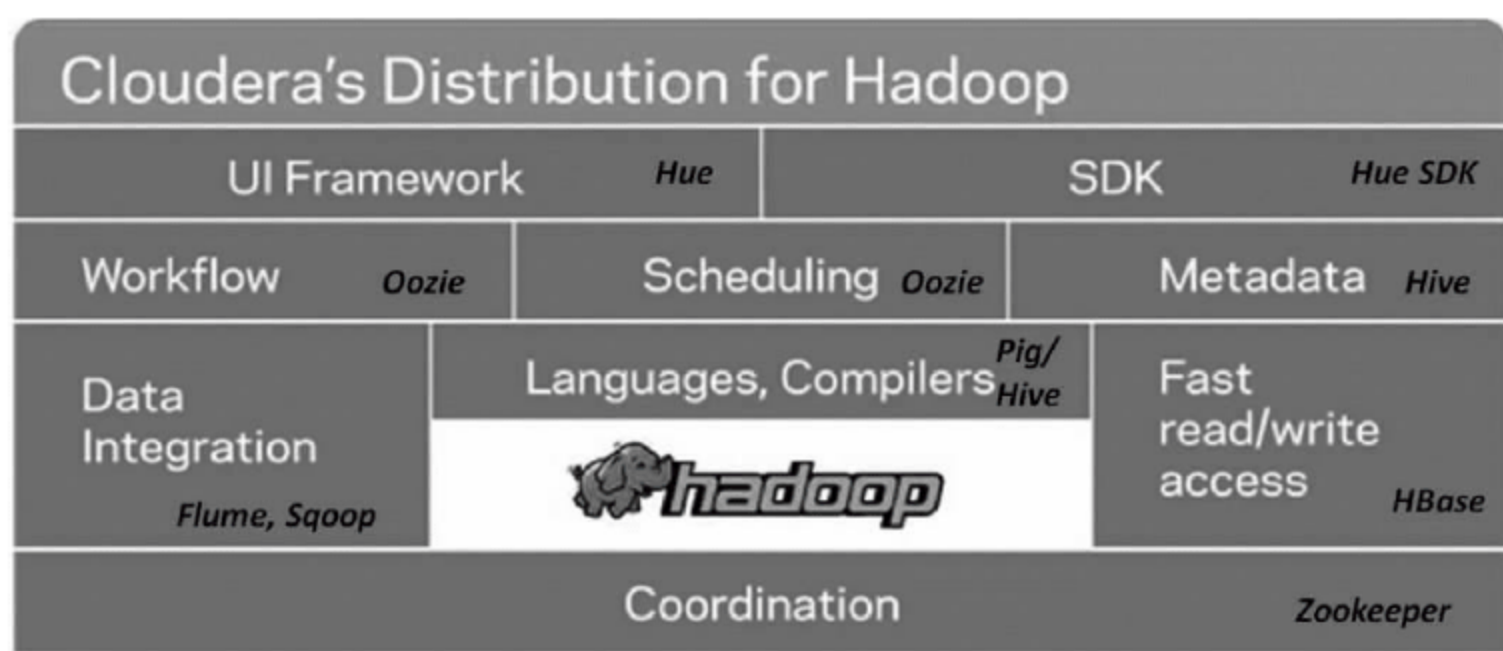 Cloudera's Distribution for Hadoop
UI Framework Hue
SDK Hue SDK
Workflow Oozie
Scheduling Oozie
Metadata Hive
Data
Integration
Flume, Sqoop
Languages, Compilers Pig/
Hive
hadoop
Fast
read/write
access
HBase
Coordination Zookeeper